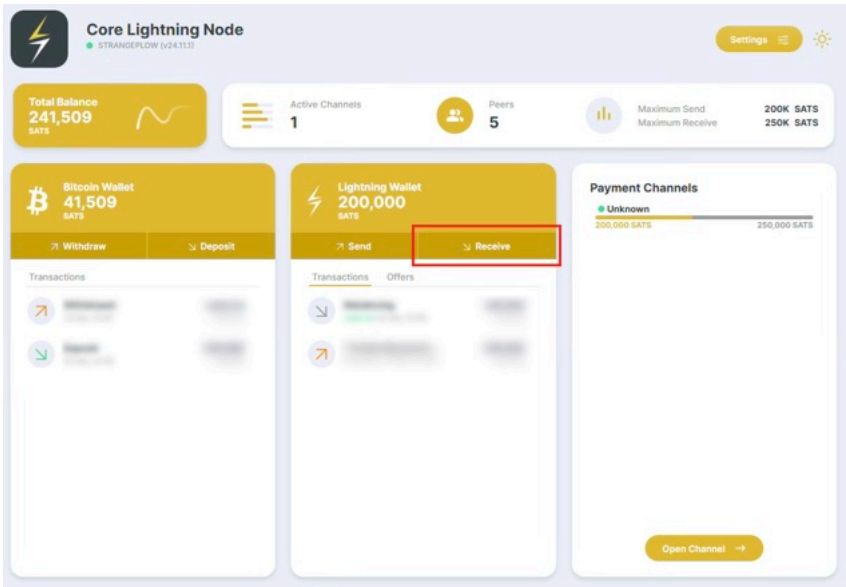 Core Lightning Node
STRANGEPLOW (v24.11.1)
Settings
Total Balance
241,509
SATS
Active Channels
1
Peers
5
Maximum Send 200K SATS
Maximum Receive 250K SATS
Bitcoin Wallet
41,509
SATS
Withdraw Deposit
Transactions
Lightning Wallet
200,000
SATS
Send Receive
Transactions Offers
Payment Channels
Unknown
200,000 SATS 250,000 SATS
Open Channel